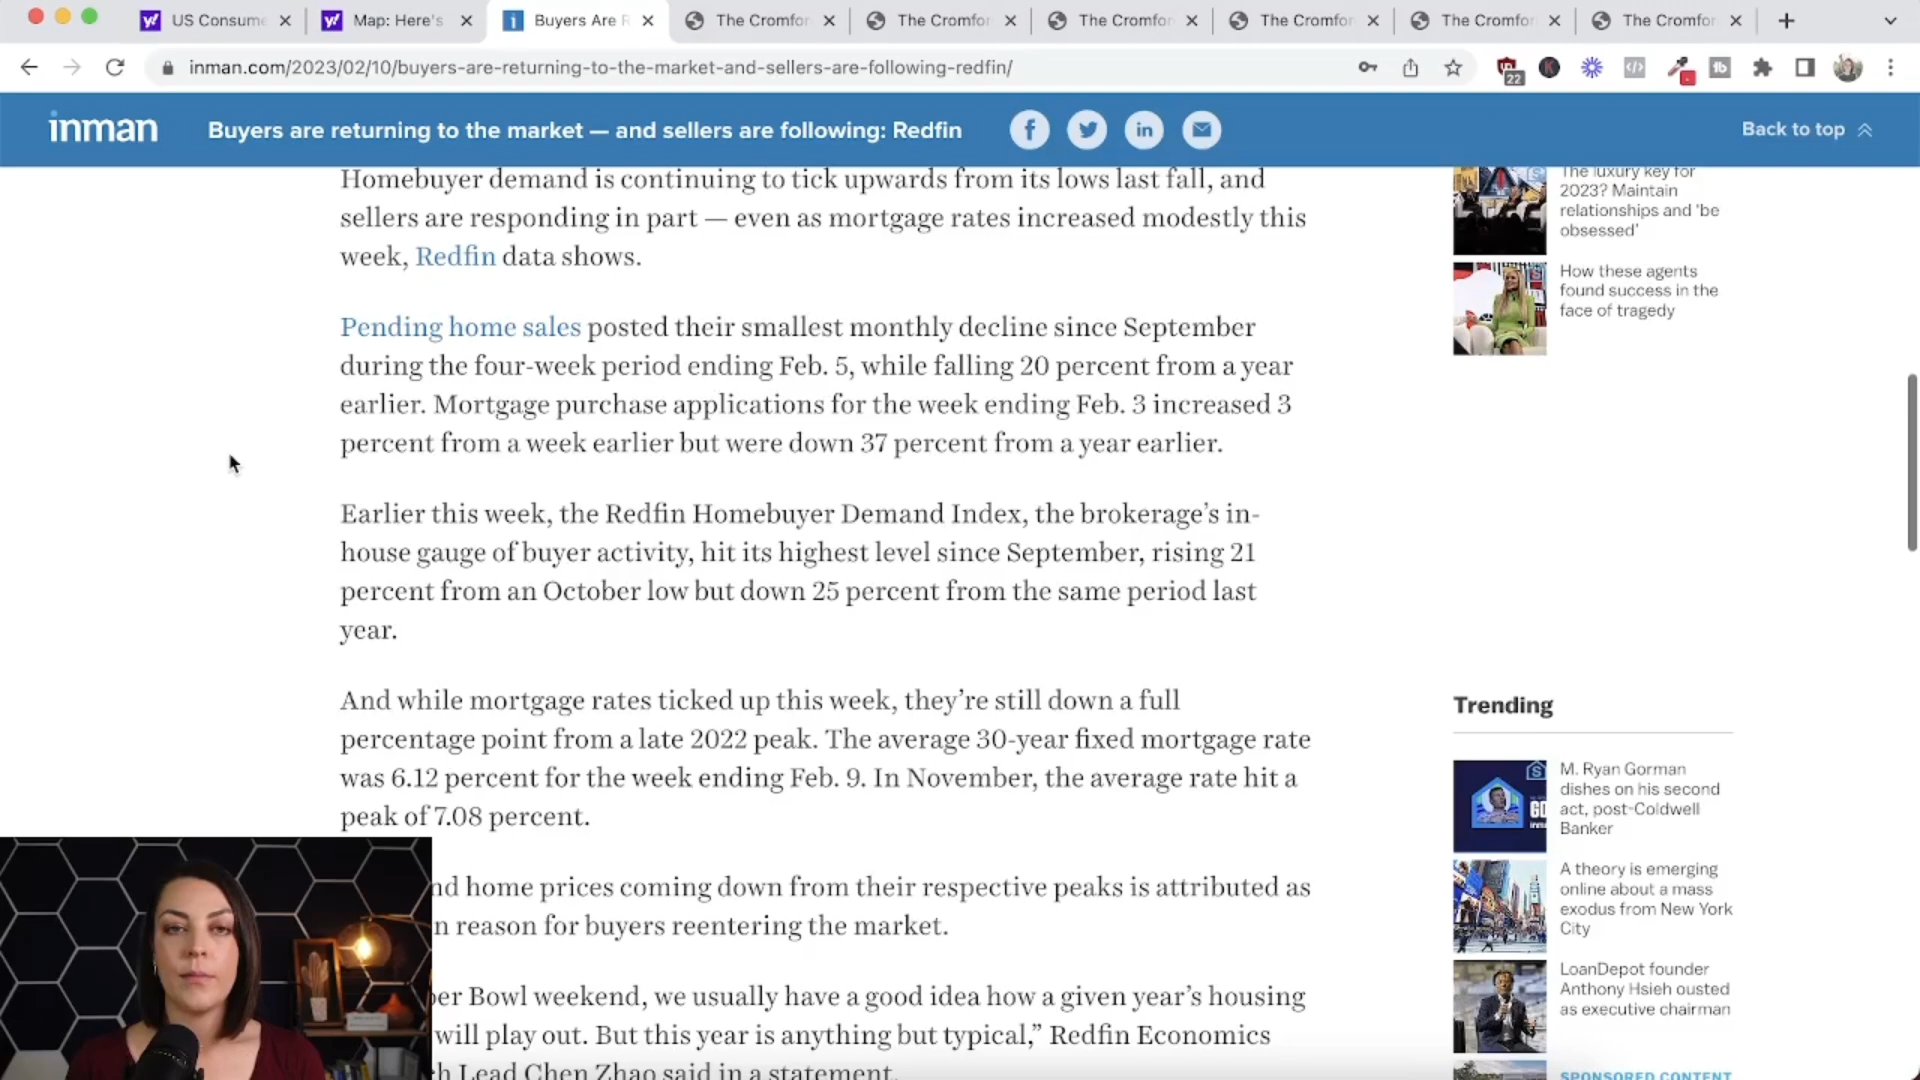 US Consume
Map: Here's
Buyers Are R
The Cromfor
The Cromfor
The Cromfor
The Cromfor
The Cromfor
The Cromfor
inman.com/2023/02/10/buyers-are-returning-to-the-market-and-sellers-are-following-redfin/
22
inman
Buyers are returning to the market — and sellers are following: Redfin
Back to top
Homebuyer demand is continuing to tick upwards from its lows last fall, and
sellers are responding in part — even as mortgage rates increased modestly this
week, Redfin data shows.
Pending home sales posted their smallest monthly decline since September
during the four-week period ending Feb. 5, while falling 20 percent from a year
earlier. Mortgage purchase applications for the week ending Feb. 3 increased 3
percent from a week earlier but were down 37 percent from a year earlier.
Earlier this week, the Redfin Homebuyer Demand Index, the brokerage’s in-
house gauge of buyer activity, hit its highest level since September, rising 21
percent from an October low but down 25 percent from the same period last
year.
And while mortgage rates ticked up this week, they’re still down a full
percentage point from a late 2022 peak. The average 30-year fixed mortgage rate
was 6.12 percent for the week ending Feb. 9. In November, the average rate hit a
peak of 7.08 percent.
nd home prices coming down from their respective peaks is attributed as
n reason for buyers reentering the market.
er Bowl weekend, we usually have a good idea how a given year’s housing
will play out. But this year is anything but typical,” Redfin Economics
h Lead Chen Zhao said in a statement.
The luxury key for
2023? Maintain
relationships and 'be
obsessed'
How these agents
found success in the
face of tragedy
Trending
M. Ryan Gorman
dishes on his second
act, post-Coldwell
Banker
A theory is emerging
online about a mass
exodus from New York
City
LoanDepot founder
Anthony Hsieh ousted
as executive chairman
SPONSORED CONTENT